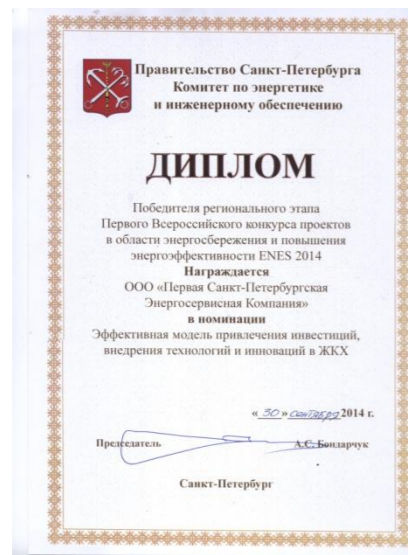 Правительство Санкт-Петербурга
Комитет по энергетике
и инженерному обеспечению
ДИПЛОМ
Победителя регионального этапа
Первого Всероссийского конкурса проектов
в области энергосбережения и повышения
энергоэффективности ENES 2014
Награждается
ООО «Первая Санкт-Петербургская
Энергосервисная Компания»
в номинации
Эффективная модель привлечения инвестиций,
внедрения технологий и инноваций в ЖКХ
« 30 » сентября 2014 г.
Председатель А.С. Бондарчук
Санкт-Петербург